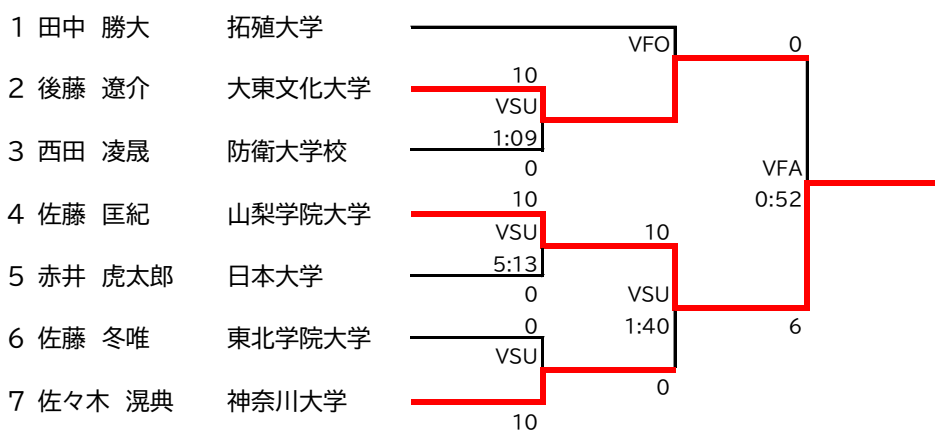 1 田中 勝大 拓殖大学
VFO 0
10
2 後藤 遼介 大東文化大学
VSU
1:09
3 西田 凌晟 防衛大学校
0
VFA
10
0:52
4 佐藤 匡紀 山梨学院大学
VSU 10
5:13
5 赤井 虎太郎 日本大学
0 VSU
0 1:40 6
6 佐藤 冬唯 東北学院大学
VSU
0
7 佐々木 滉典 神奈川大学
10